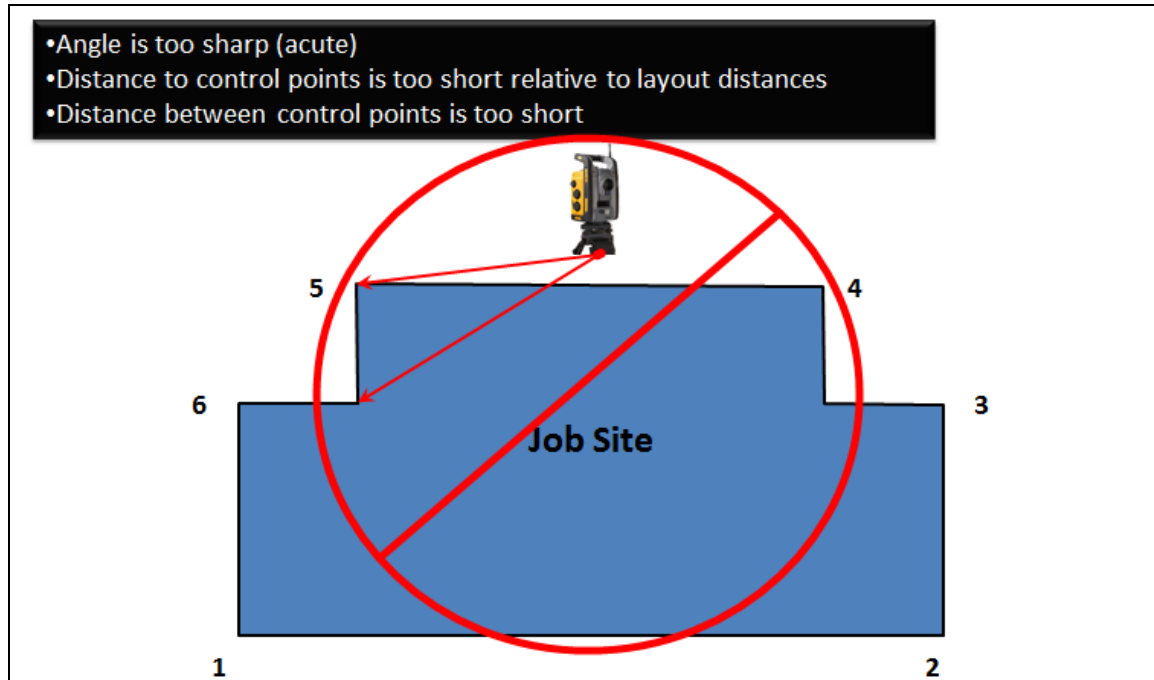 •Angle is too sharp (acute)
•Distance to control points is too short relative to layout distances
•Distance between control points is too short
5
4
6
3
Job Site
1
2